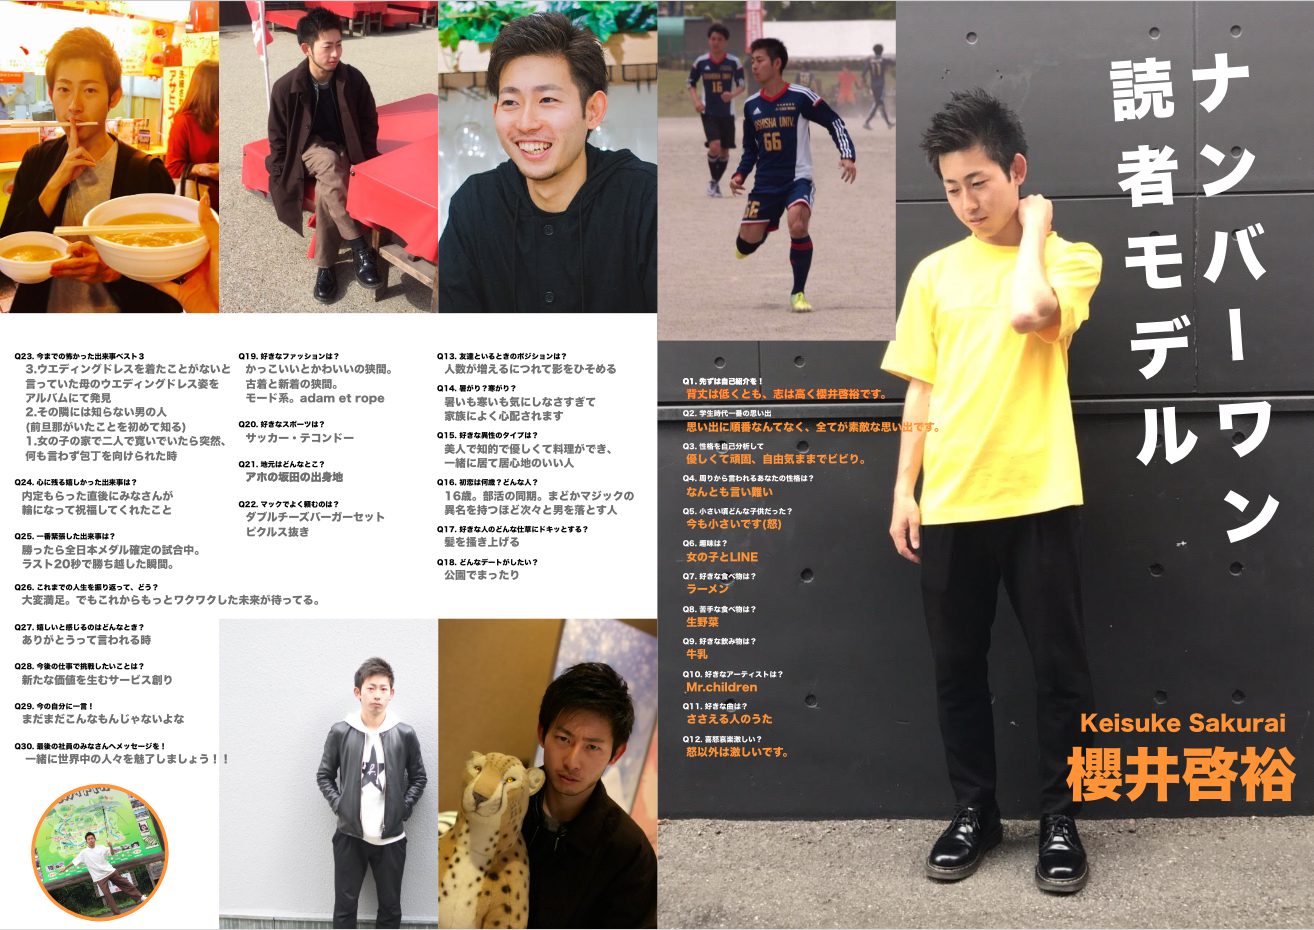 ナンバーワン
読者モデル
Keisuke Sakurai
櫻井啓裕
DOSHISHA UNIV.
66
16
Q1. 先ずは自己紹介を！
背丈は低くとも、志は高く櫻井啓裕です。
Q2. 学生時代一番の思い出
思い出に順番なんてなく、全てが素敵な思い出です。
Q3. 性格を自己分析して
優しくて頑固、自由気ままでビビり。
Q4. 周りから言われるあなたの性格は？
なんとも言い難い
Q5. 小さい頃どんな子供だった？
今も小さいです(怒)
Q6. 趣味は？
女の子とLINE
Q7. 好きな食べ物は？
ラーメン
Q8. 苦手な食べ物は？
生野菜
Q9. 好きな飲み物は？
牛乳
Q10. 好きなアーティストは？
Mr.children
Q11. 好きな曲は？
ささえる人のうた
Q12. 喜怒哀楽激しい？
怒以外は激しいです。
Q13. 友達といるときのポジションは？
人数が増えるにつれて影をひそめる
Q14. 暑がり？寒がり？
暑いも寒いも気にしなさすぎて
家族によく心配されます
Q15. 好きな異性のタイプは？
美人で知的で優しくて料理ができ、
一緒に居て居心地のいい人
Q16. 初恋は何歳？どんな人？
16歳。部活の同期。まどかマジックの
異名を持つほど次々と男を落とす人
Q17. 好きな人のどんな仕草にドキッとする？
髪を掻き上げる
Q18. どんなデートがしたい？
公園でまったり
Q19. 好きなファッションは？
かっこいいとかわいいの狭間。
古着と新着の狭間。
モード系。adam et rope
Q20. 好きなスポーツは？
サッカー・テコンドー
Q21. 地元はどんなとこ？
アホの坂田の出身地
Q22. マックでよく頼むのは？
ダブルチーズバーガーセット
ピクルス抜き
Q23. 今までの怖かった出来事ベスト３
3.ウエディングドレスを着たことがないと
言っていた母のウエディングドレス姿を
アルバムにて発見
2.その隣には知らない男の人
(前旦那がいたことを初めて知る)
1.女の子の家で二人で寛いでいたら突然、
何も言わず包丁を向けられた時
Q24. 心に残る嬉しかった出来事は？
内定もらった直後にみなさんが
輪になって祝福してくれたこと
Q25. 一番緊張した出来事は？
勝ったら全日本メダル確定の試合中。
ラスト20秒で勝ち越した瞬間。
Q26. これまでの人生を振り返って、どう？
大変満足。でもこれからもっとワクワクした未来が待ってる。
Q27. 嬉しいと感じるのはどんなとき？
ありがとうって言われる時
Q28. 今後の仕事で挑戦したいことは？
新たな価値を生むサービス創り
Q29. 今の自分に一言！
まだまだこんなもんじゃないよな
Q30. 最後の社員のみなさんへメッセージを！
一緒に世界中の人々を魅了しましょう！！